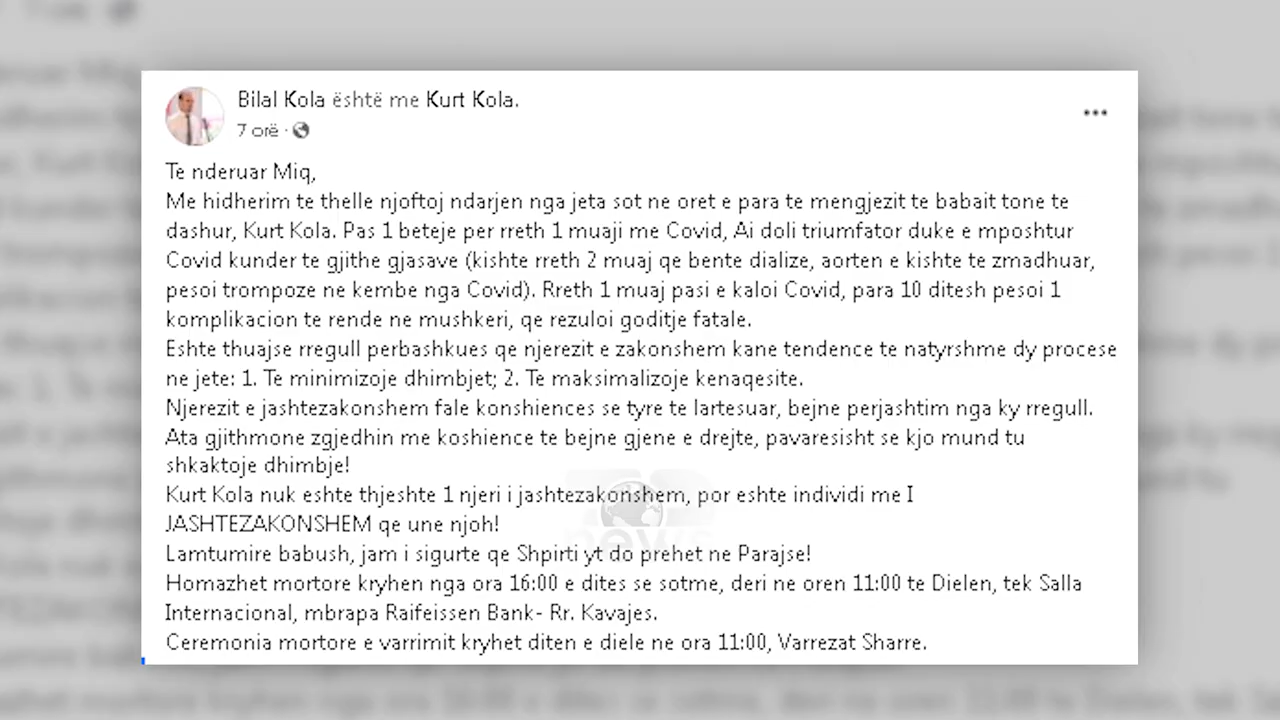 Bilal Kola është me Kurt Kola.
7 orë ·
Te nderuar Miq,
Me hidherim te thelle njoftoj ndarjen nga jeta sot ne oret e para te mengjezit te babait tone te
dashur, Kurt Kola. Pas 1 beteje per rreth 1 muaji me Covid, Ai doli triumfator duke e mposhtur
Covid kunder te gjithe gjasave (kishte rreth 2 muaj qe bente dialize, aorten e kishte te zmadhuar,
pesoi trompoze ne kembe nga Covid). Rreth 1 muaj pasi e kaloi Covid, para 10 ditesh pesoi 1
komplikacion te rende ne mushkeri, qe rezuloi goditje fatale.
Eshte thuajse rregull perbashkues qe njerezit e zakonshem kane tendence te natyrshme dy procese
ne jete: 1. Te minimizoje dhimbjet; 2. Te maksimalizoje kenaqesite.
Njerezit e jashtezakonshem fale konshiences se tyre te lartesuar, bejne perjashtim nga ky rregull.
Ata gjithmone zgjedhin me koshience te bejne gjene e drejte, pavaresisht se kjo mund tu
shkaktoje dhimbje!
Kurt Kola nuk eshte thjeshte 1 njeri i jashtezakonshem, por eshte individi me I
JASHTEZAKONSHEM qe une njoh!
Lamtumire babush, jam i sigurte qe Shpirti yt do prehet ne Parajse!
Homazhet mortore kryhen nga ora 16:00 e dites se sotme, deri ne oren 11:00 te Dielen, tek Salla
Internacional, mbrapa Raifeissen Bank- Rr. Kavajes.
Ceremonia mortore e varrimit kryhet diten e diele ne ora 11:00, Varrezat Sharre.
news